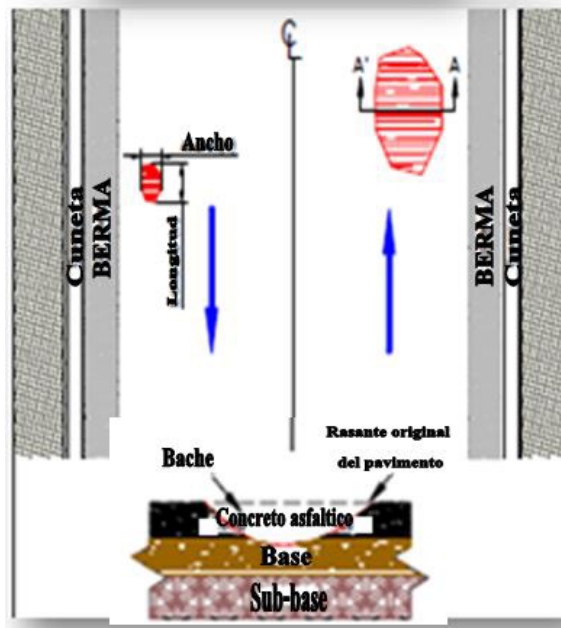 ℄
A' A
Ancho
Longitud
Cuneta
BERMA
BERMA
Cuneta
Rasante original
del pavimento
Bache
Concreto asfaltico
Base
Sub-base